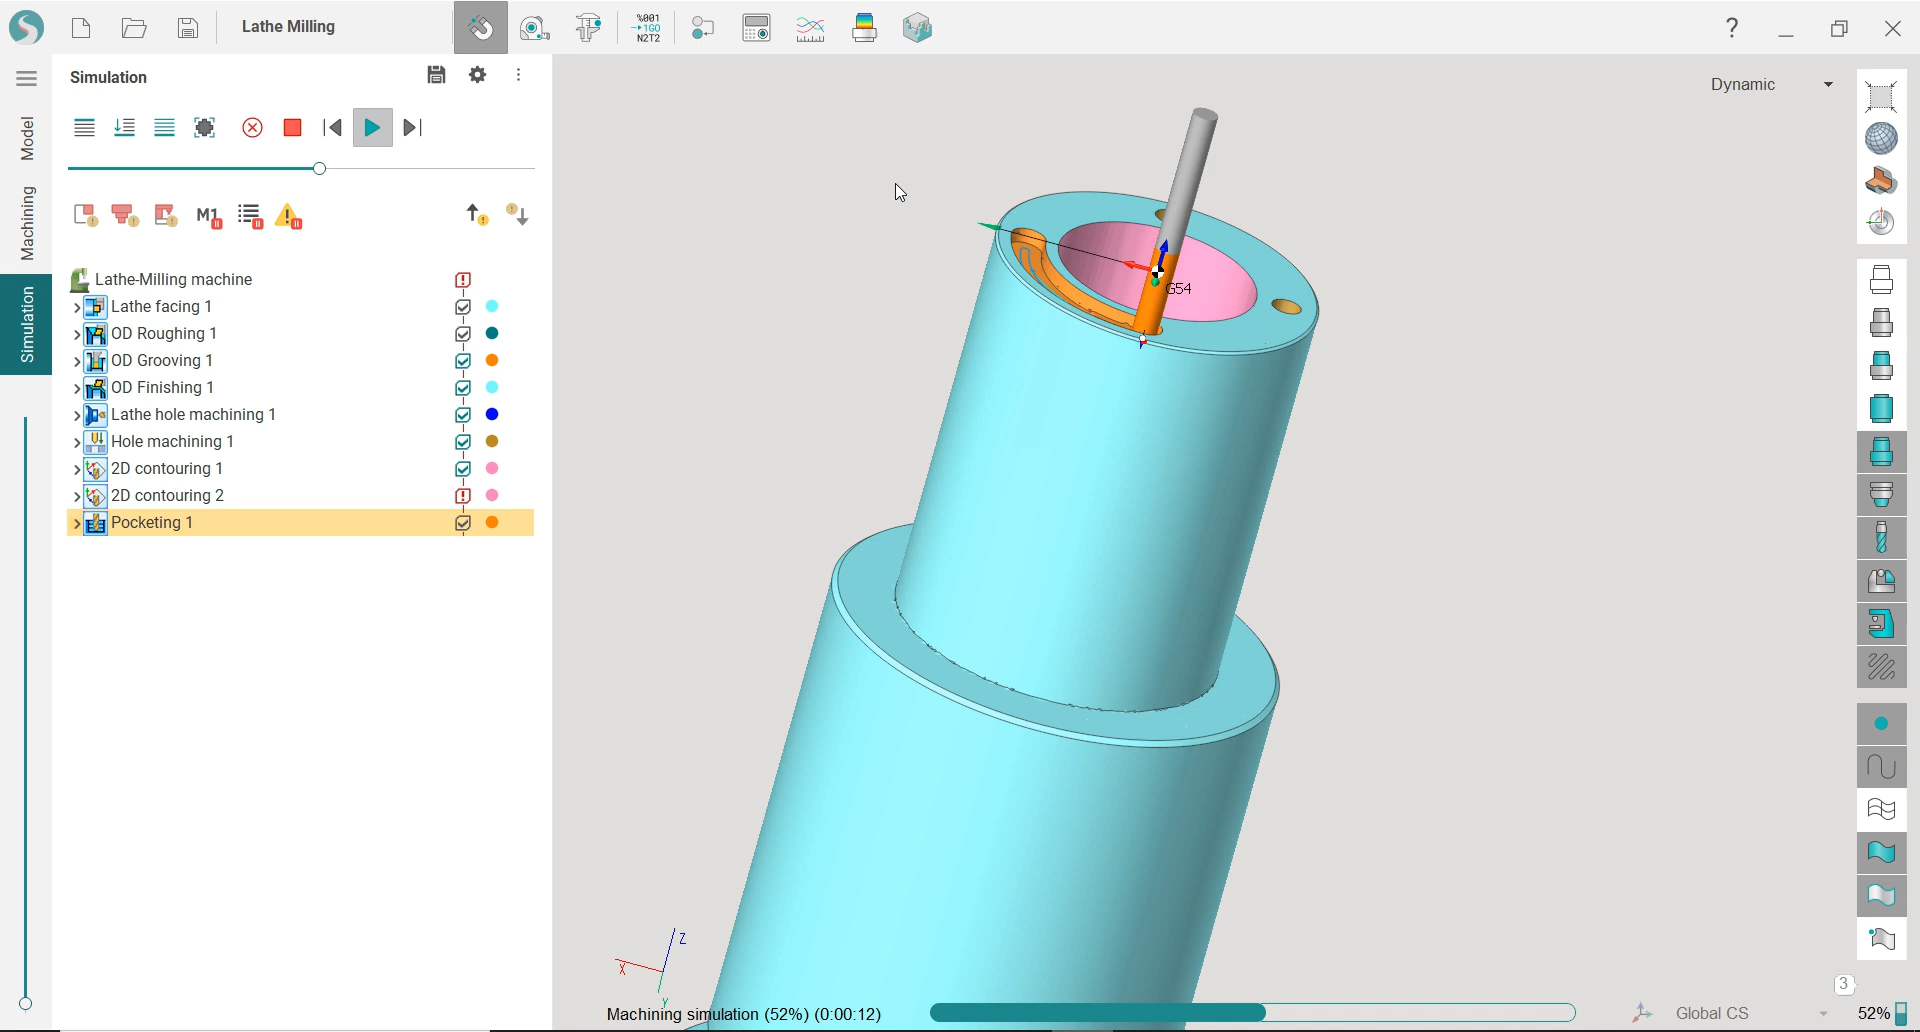 Lathe Milling
%001
→1G0
N2T2
?
Simulation
Dynamic
Model
Machining
Simulation
M1
Lathe-Milling machine
Lathe facing 1
OD Roughing 1
OD Grooving 1
OD Finishing 1
Lathe hole machining 1
Hole machining 1
2D contouring 1
2D contouring 2
Pocketing 1
G54
Z
X
Y
3
Machining simulation (52%) (0:00:12)
Global CS
52%